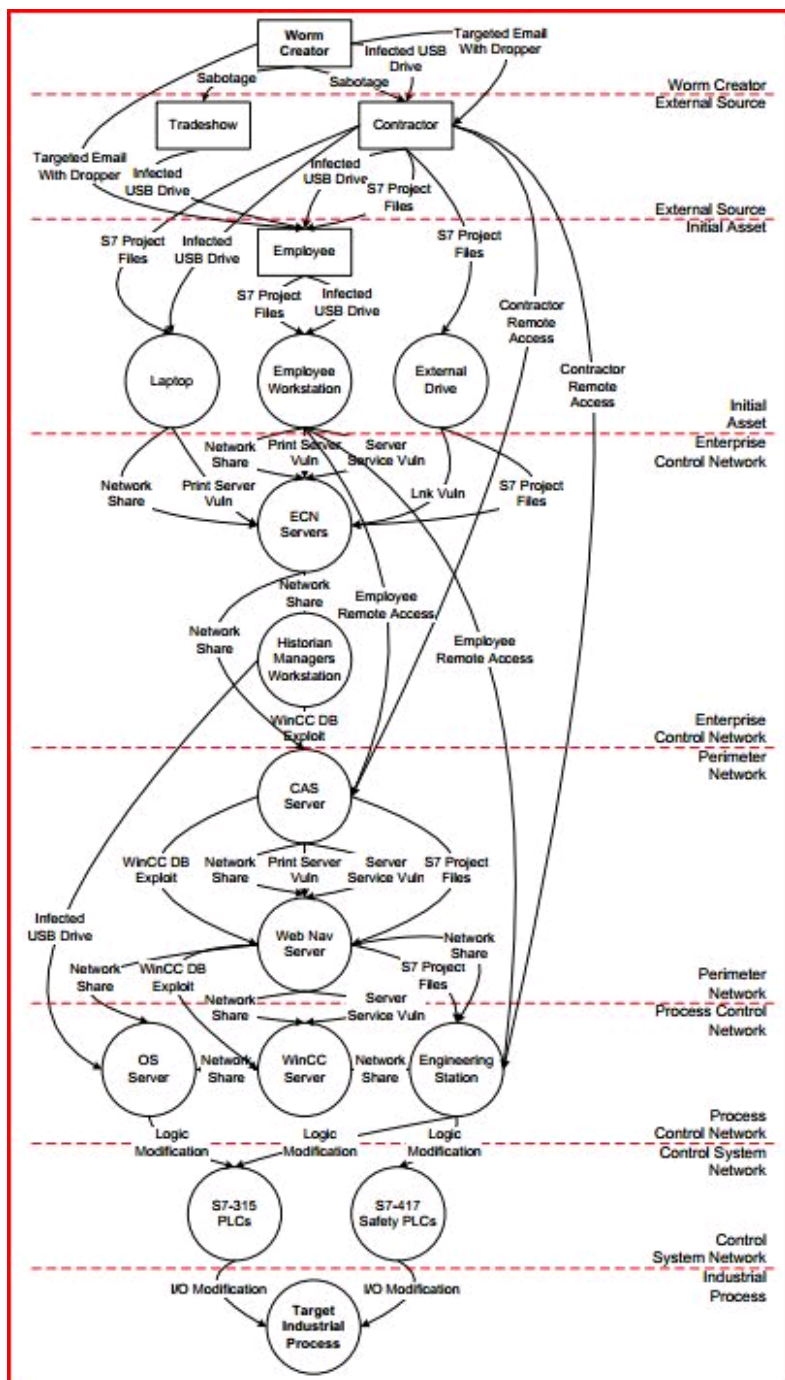 Worm
Creator
Targeted Email
With Dropper
Infected USB
Drive
Sabotage
Sabotage
Worm Creator
External Source
Tradeshow
Contractor
Targeted Email
With Dropper
Infected
USB Drive
Infected
USB Drive
S7 Project
Files
External Source
Initial Asset
S7 Project
Files
Infected
USB Drive
Employee
S7 Project
Files
S7 Project
Files
Infected
USB Drive
Contractor
Remote
Access
Contractor
Remote
Access
Laptop
Employee
Workstation
External
Drive
Initial
Asset
Enterprise
Control Network
Network
Share
Print Server
Vuln
Server
Service Vuln
Network
Share
Print Server
Vuln
Lnk Vuln
S7 Project
Files
ECN
Servers
Network
Share
Employee
Remote Access
Network
Share
Employee
Remote Access
Historian
Managers
Workstation
WinCC DB
Exploit
Enterprise
Control Network
Perimeter
Network
CAS
Server
WinCC DB
Exploit
Network
Share
Print Server
Vuln
Server
Service Vuln
S7 Project
Files
Infected
USB Drive
Web Nav
Server
Network
Share
Network
Share
WinCC DB
Exploit
S7 Project
Files
Network
Share
Server
Service Vuln
Perimeter
Network
Process Control
Network
OS
Server
Network
Share
WinCC
Server
Network
Share
Engineering
Station
Logic
Modification
Logic
Modification
Logic
Modification
Process
Control Network
Control System
Network
S7-315
PLCs
S7-417
Safety PLCs
Control
System Network
Industrial
Process
I/O Modification
I/O Modification
Target
Industrial
Process